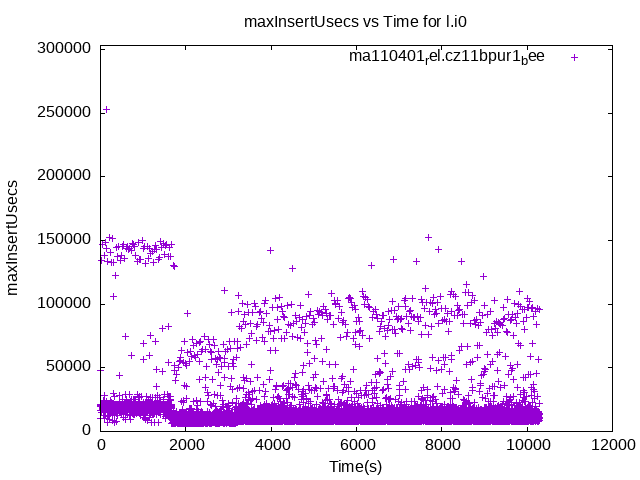 maxInsertUsecs vs Time for l.i0
ma110401rel.cz11bpur1bee
300000
250000
200000
150000
100000
50000
0
maxInsertUsecs
0 2000 4000 6000 8000 10000 12000
Time(s)